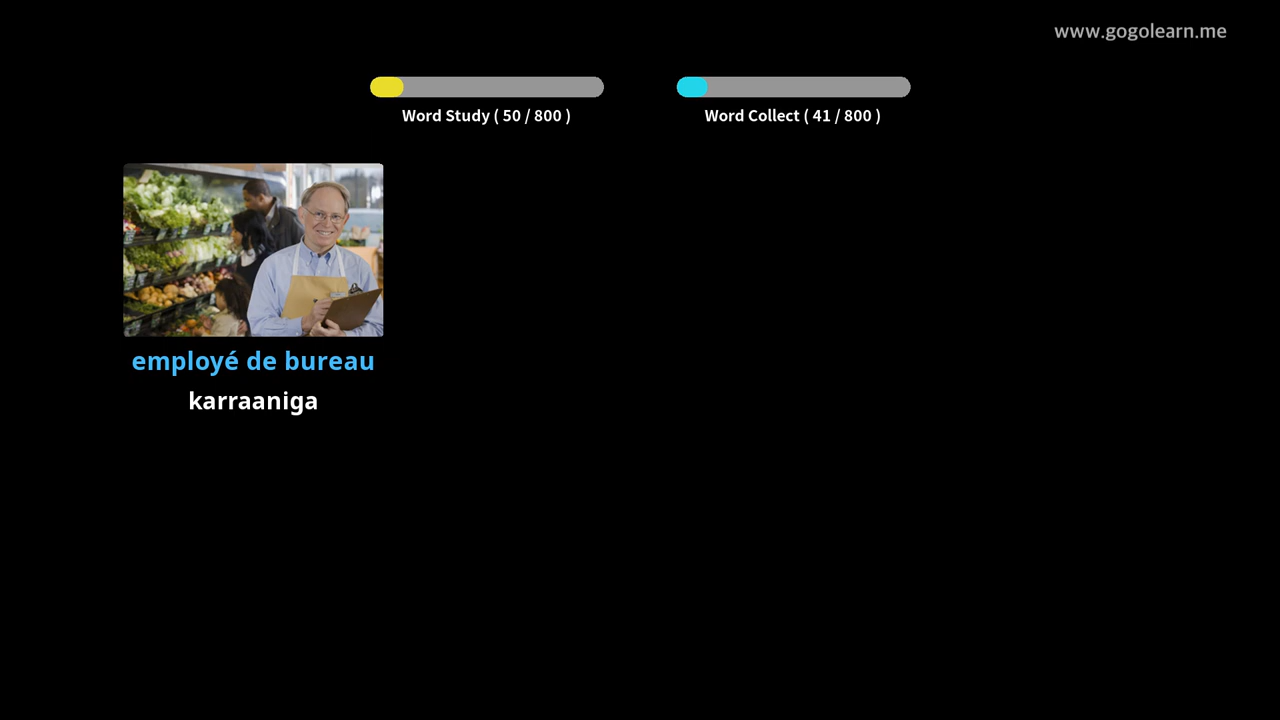 www.gogolearn.me
Word Study ( 50 / 800 )
Word Collect ( 41 / 800 )
employé de bureau
karraaniga